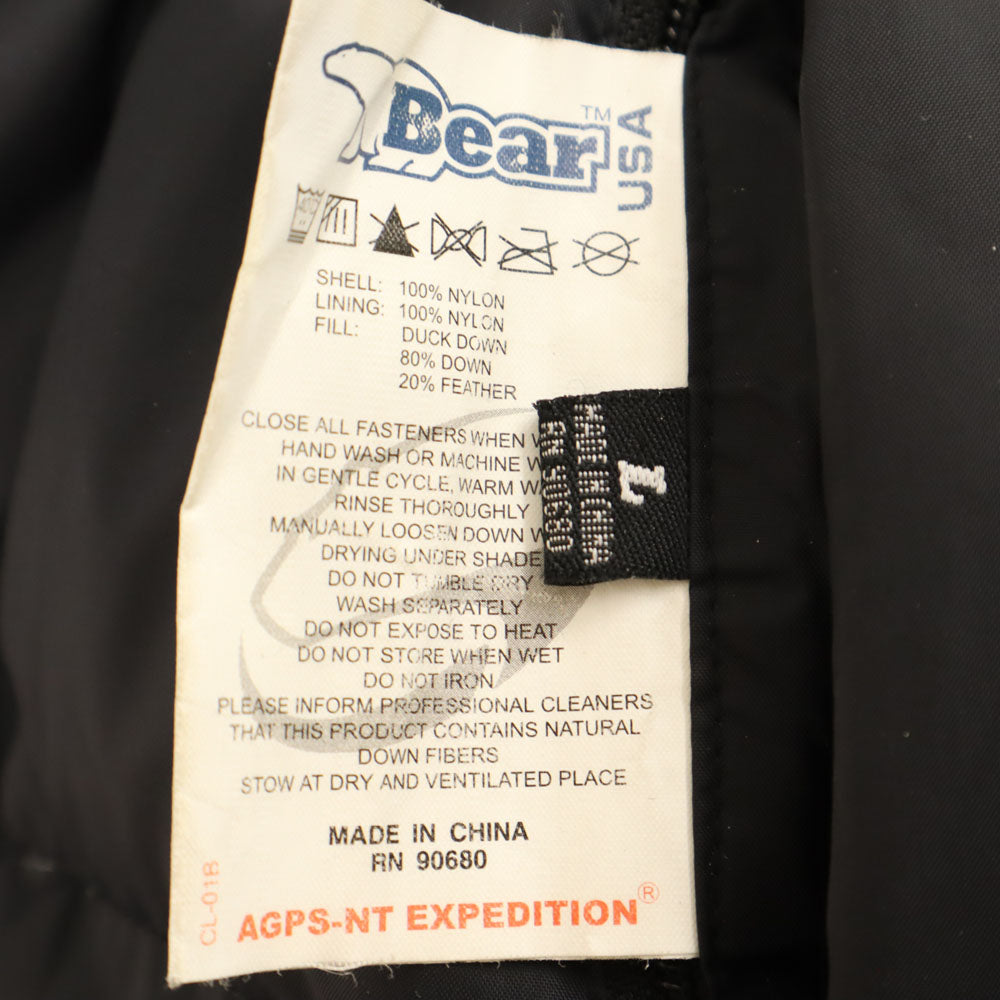 Bear™
USA
SHELL: 100% NYLON
LINING: 100% NYLON
FILL: DUCK DOWN
80% DOWN
20% FEATHER
CLOSE ALL FASTENERS WHEN
HAND WASH OR MACHINE
IN GENTLE CYCLE, WARM
RINSE THOROUGHLY
MANUALLY LOOSEN DOWN
DRYING UNDER SHADE
DO NOT TUMBLE DRY
WASH SEPARATELY
DO NOT EXPOSE TO HEAT
DO NOT STORE WHEN WET
DO NOT IRON
PLEASE INFORM PROFESSIONAL CLEANERS
THAT THIS PRODUCT CONTAINS NATURAL
DOWN FIBERS
STOW AT DRY AND VENTILATED PLACE
MADE IN CHINA
RN 90680
CL-01B
AGPS-NT EXPEDITION®
L
MADE IN CHINA
RN 90680